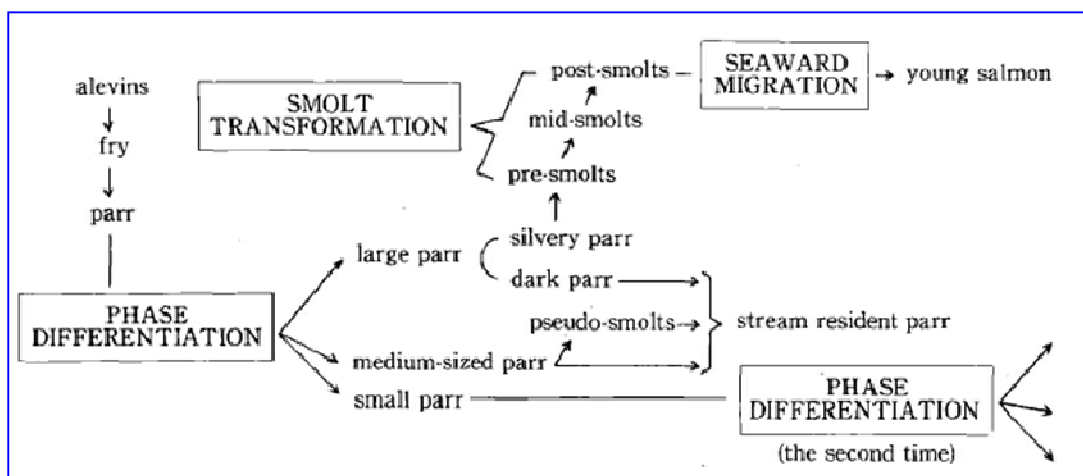 alevins
fry
parr
PHASE
DIFFERENTIATION
SMOLT
TRANSFORMATION
post-smolts
mid-smolts
pre-smolts
SEAWARD
MIGRATION
young salmon
large parr
silvery parr
dark parr
pseudo-smolts
medium-sized parr
small parr
stream resident parr
PHASE
DIFFERENTIATION
(the second time)